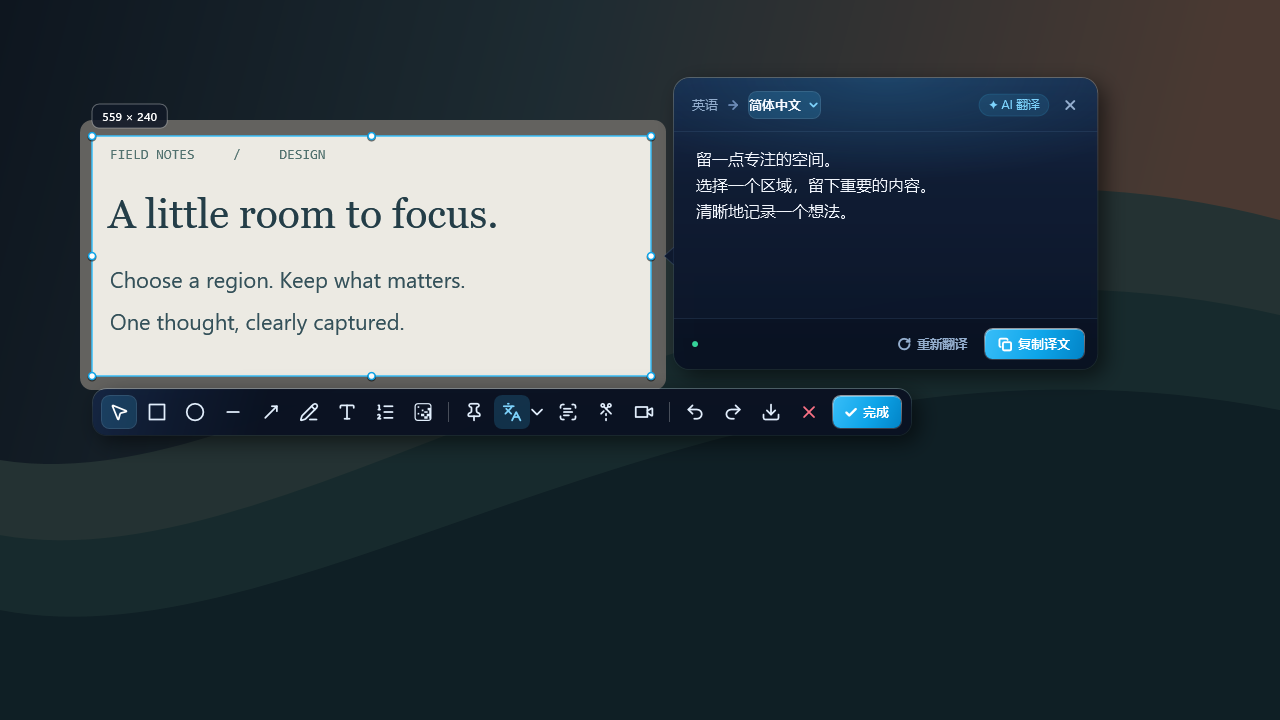 559 × 240
FIELD NOTES / DESIGN
A little room to focus.
Choose a region. Keep what matters.
One thought, clearly captured.
英语 → 简体中文
AI 翻译
留一点专注的空间。
选择一个区域，留下重要的内容。
清晰地记录一个想法。
重新翻译
复制译文
完成